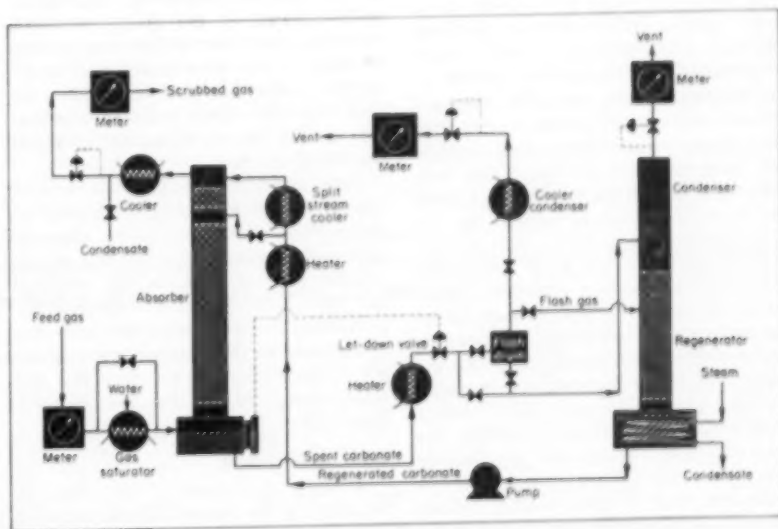 Vent
Meter
Scrubbed gas
Meter
Vent
Meter
Condenser
Cooler
Split
stream
cooler
Cooler
condenser
Condensate
Heater
Absorber
Flash gas
Feed gas
Let-down valve
Regenerator
Water
Heater
Steam
Meter
Gas
saturator
Spent carbonate
Regenerated carbonate
Pump
Condensate